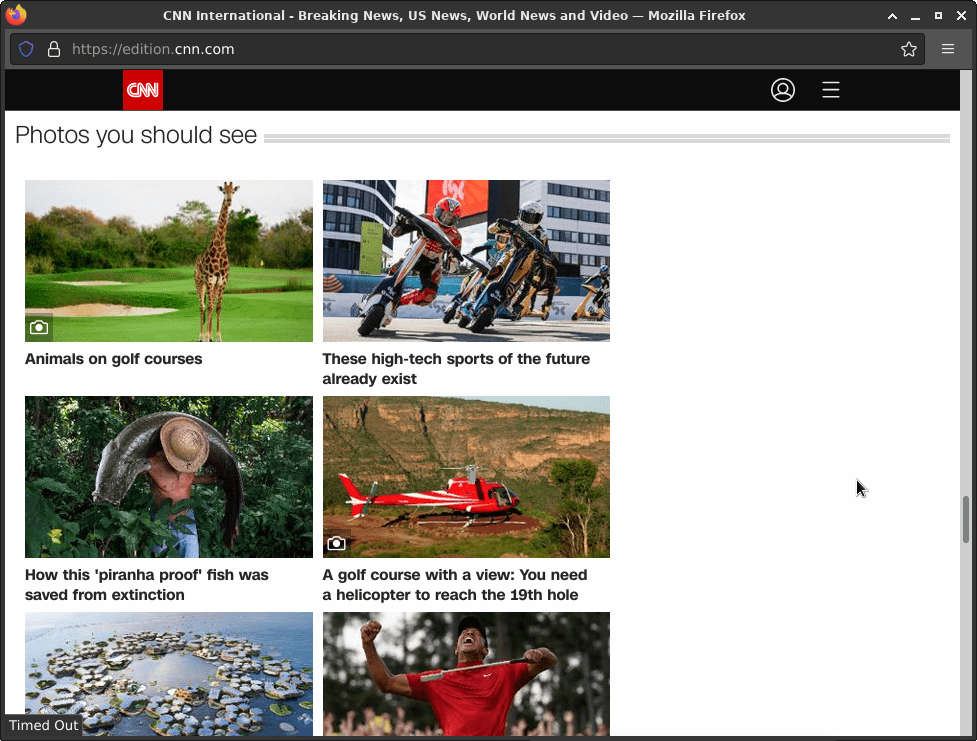 CNN International - Breaking News, US News, World News and Video — Mozilla Firefox
https://edition.cnn.com
CNN
Photos you should see
Animals on golf courses
These high-tech sports of the future
already exist
How this 'piranha proof' fish was
saved from extinction
A golf course with a view: You need
a helicopter to reach the 19th hole
Timed Out